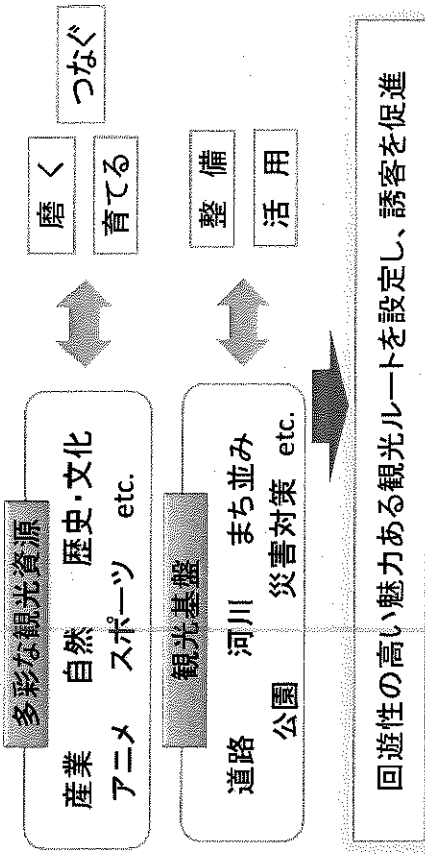 多彩な観光資源
産業 自然 歴史・文化
アニメ スポーツ etc.
磨く
育てる
つなぐ
観光基盤
道路 河川 まち並み
公園 災害対策 etc.
整備
活用
回遊性の高い魅力ある観光ルートを設定し、誘客を促進